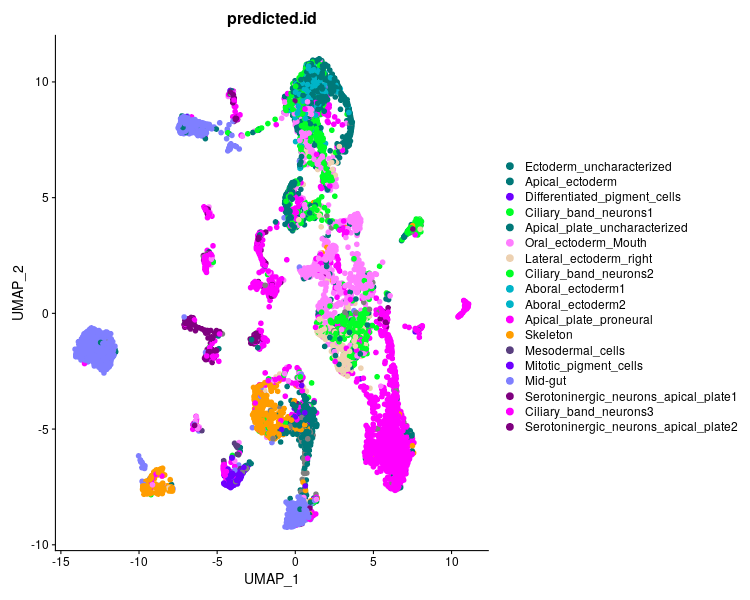 predicted.id
10
5
0
-5
-10
UMAP_2
-15
-10
-5
0
5
10
UMAP_1
Ectoderm_uncharacterized
Apical_ectoderm
Differentiated_pigment_cells
Ciliary_band_neurons1
Apical_plate_uncharacterized
Oral_ectoderm_Mouth
Lateral_ectoderm_right
Ciliary_band_neurons2
Aboral_ectoderm1
Aboral_ectoderm2
Apical_plate_proneural
Skeleton
Mesodermal_cells
Mitotic_pigment_cells
Mid-gut
Serotoninergic_neurons_apical_plate1
Ciliary_band_neurons3
Serotoninergic_neurons_apical_plate2